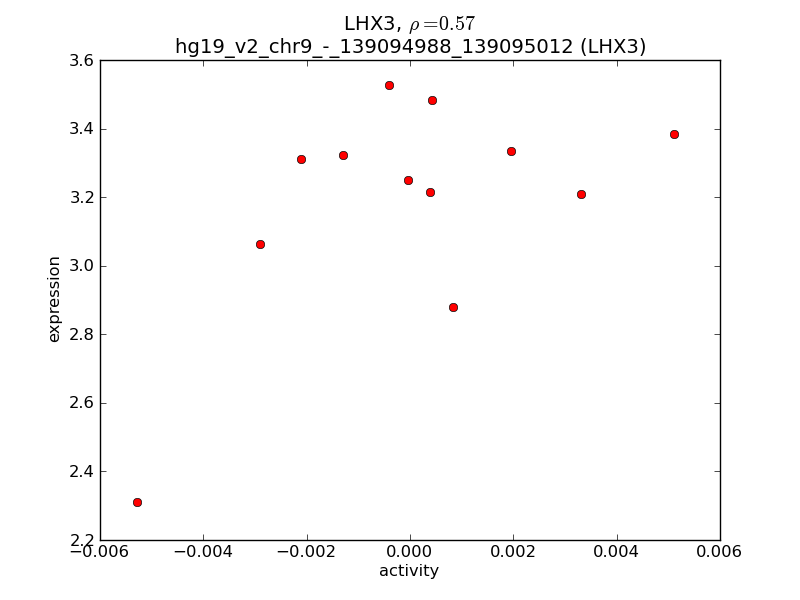 LHX3, ρ=0.57
hg19_v2_chr9_-_139094988_139095012 (LHX3)
3.6
3.4
3.2
3.0
2.8
2.6
2.4
2.2
expression
−0.006 −0.004 −0.002 0.000 0.002 0.004 0.006
activity